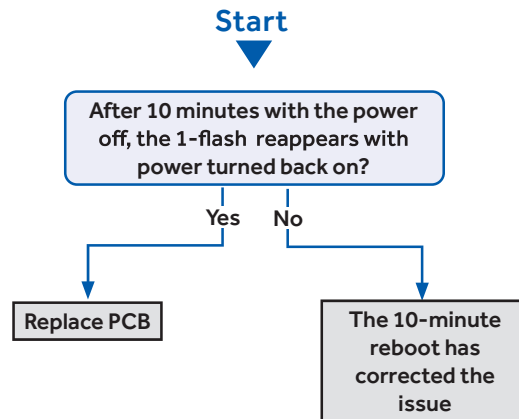 Start
After 10 minutes with the power
off, the 1-flash reappears with
power turned back on?
Yes
No
Replace PCB
The 10-minute
reboot has
corrected the
issue